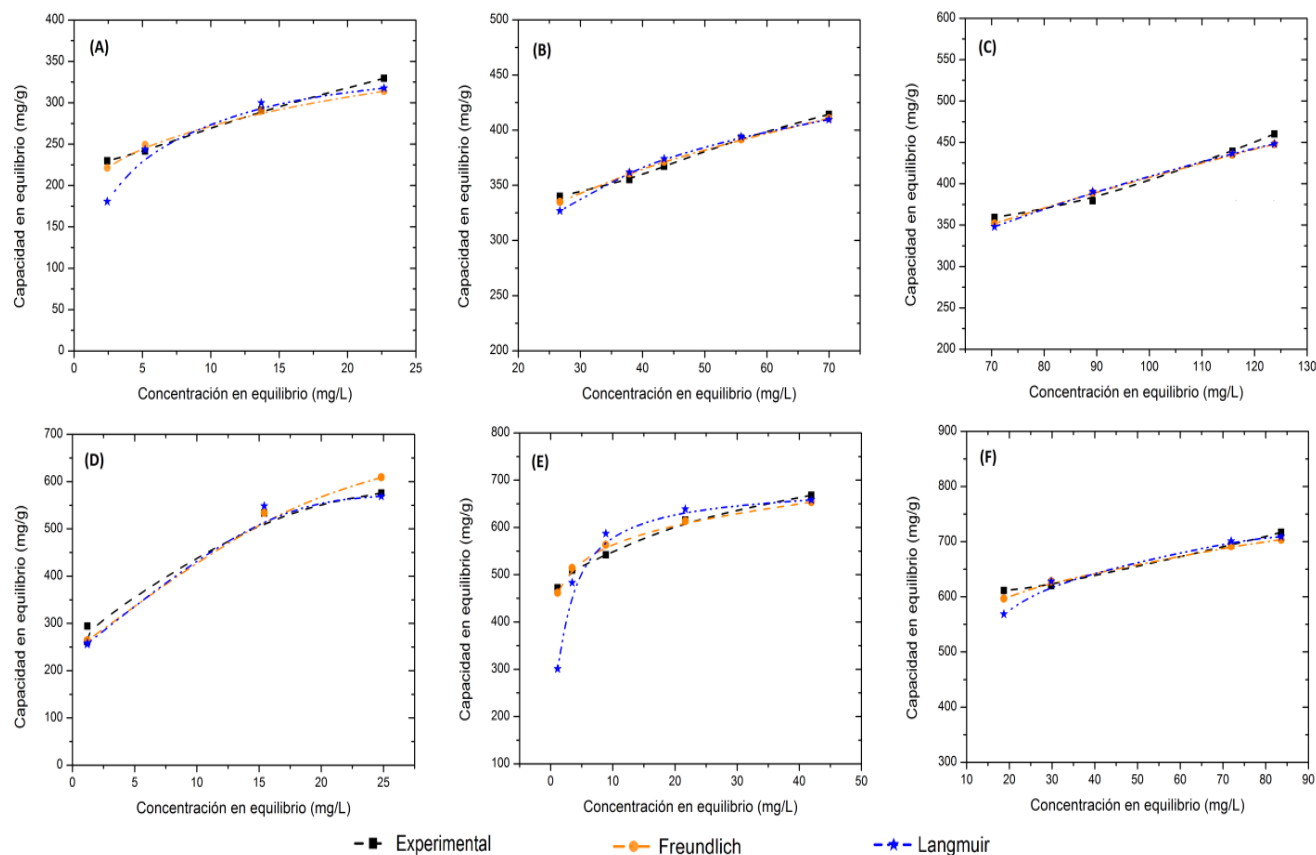 (A)
Capacidad en equilibrio (mg/g)
400
350
300
250
200
150
100
50
0
0 5 10 15 20 25
Concentración en equilibrio (mg/L)
(B)
Capacidad en equilibrio (mg/g)
500
450
400
350
300
250
200
20 30 40 50 60 70 80
Concentración en equilibrio (mg/L)
(C)
Capacidad en equilibrio (mg/g)
600
550
500
450
400
350
300
250
200
70 80 90 100 110 120 130
Concentración en equilibrio (mg/L)
(D)
Capacidad en equilibrio (mg/g)
700
600
500
400
300
200
100
0
0 5 10 15 20 25
Concentración en equilibrio (mg/L)
(E)
Capacidad en equilibrio (mg/g)
800
700
600
500
400
300
200
100
0 10 20 30 40 50
Concentración en equilibrio (mg/L)
(F)
Capacidad en equilibrio (mg/g)
900
800
700
600
500
400
300
10 20 30 40 50 60 70 80 90
Concentración en equilibrio (mg/L)
Experimental Freundlich Langmuir